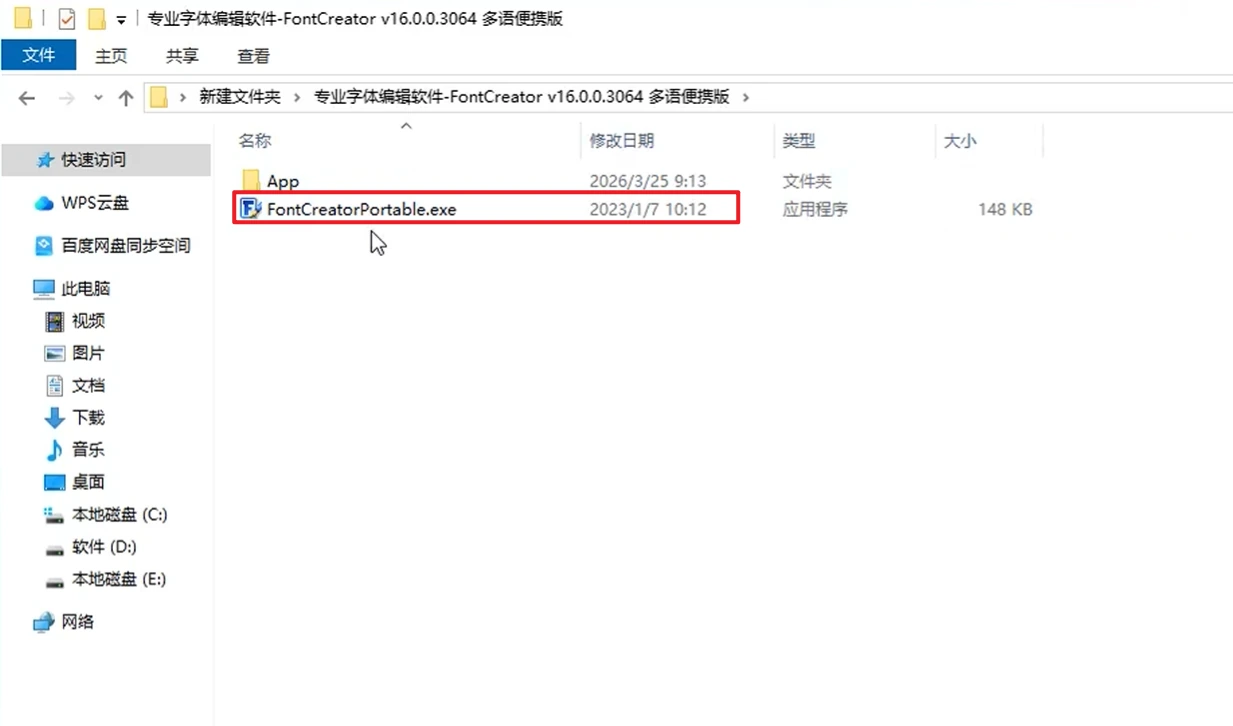 专业字体编辑软件-FontCreator v16.0.0.3064 多语便携版
文件 主页 共享 查看
新建文件夹 › 专业字体编辑软件-FontCreator v16.0.0.3064 多语便携版 ›
名称 修改日期 类型 大小
快速访问
WPS云盘
百度网盘同步空间
此电脑
视频
图片
文档
下载
音乐
桌面
本地磁盘 (C:)
软件 (D:)
本地磁盘 (E:)
网络
App 2026/3/25 9:13 文件夹
FontCreatorPortable.exe 2023/1/7 10:12 应用程序 148 KB